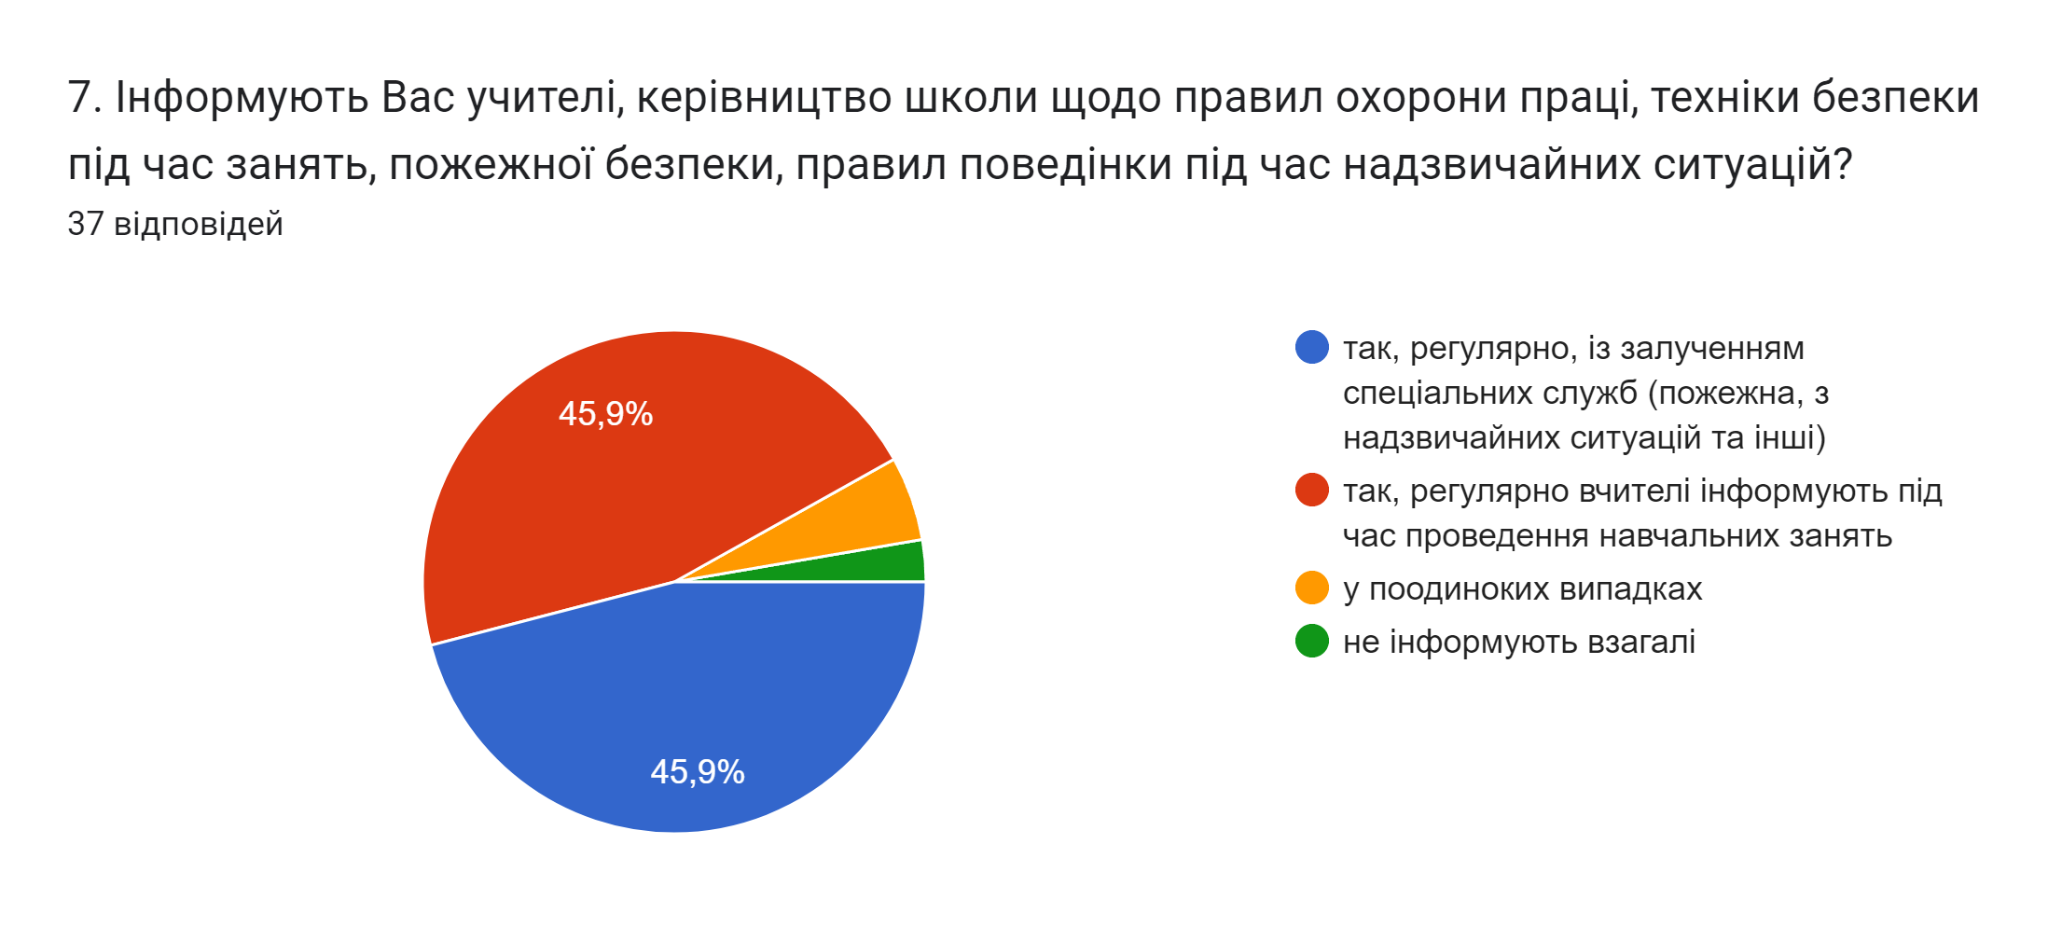 7. Інформують Вас учителі, керівництво школи щодо правил охорони праці, техніки безпеки
під час занять, пожежної безпеки, правил поведінки під час надзвичайних ситуацій?
37 відповідей
45,9%
45,9%
так, регулярно, із залученням
спеціальних служб (пожежна, з
надзвичайних ситуацій та інші)
так, регулярно вчителі інформують під
час проведення навчальних занять
у поодиноких випадках
не інформують взагалі